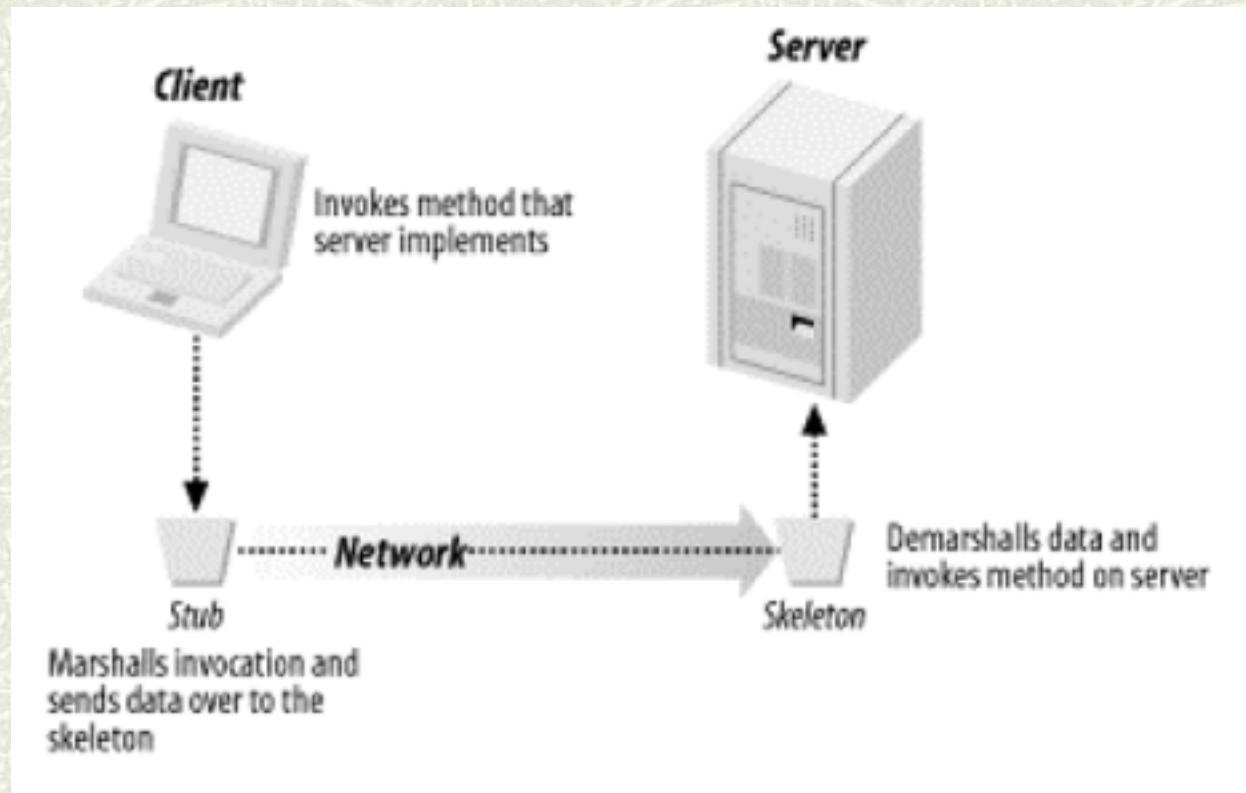 Client
Server
Invokes method that
server implements
Network
Stub
Skeleton
Marshalls invocation and
sends data over to the
skeleton
Demarshalls data and
invokes method on server